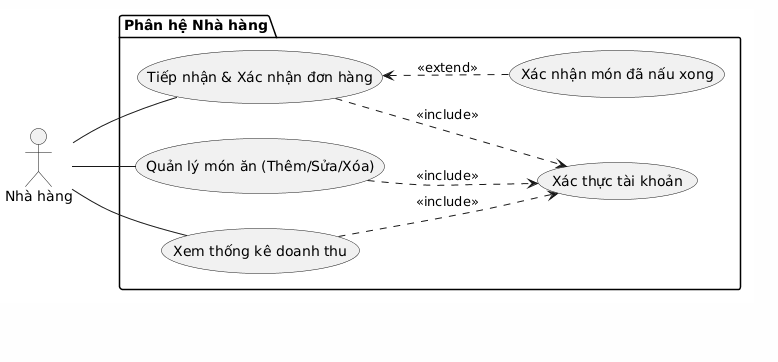 Phân hệ Nhà hàng
Tiếp nhận & Xác nhận đơn hàng
«extend»
Xác nhận món đã nấu xong
«include»
Nhà hàng
Quản lý món ăn (Thêm/Sửa/Xóa)
«include»
Xác thực tài khoản
«include»
Xem thống kê doanh thu